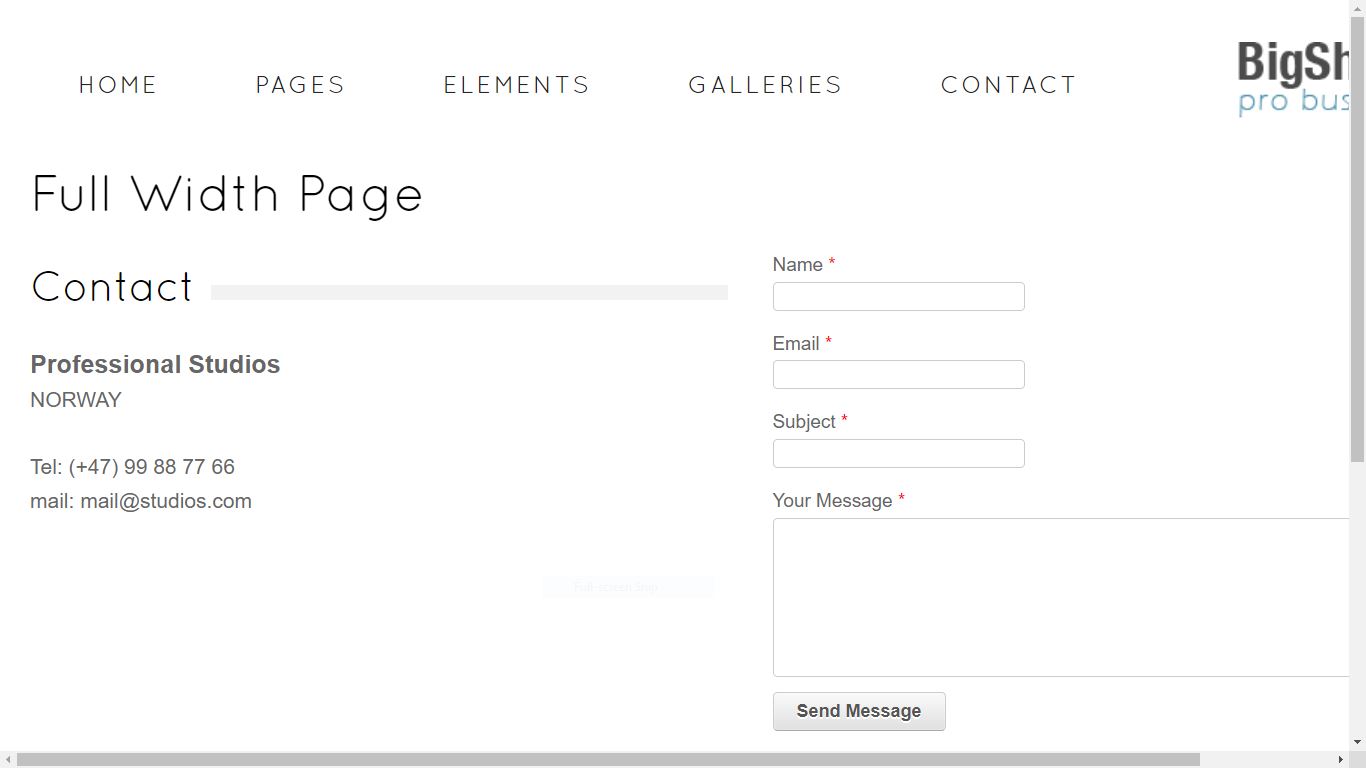 HOME PAGES ELEMENTS GALLERIES CONTACT
BigSh
pro bus
Full Width Page
Contact
Professional Studios
NORWAY
Tel: (+47) 99 88 77 66
mail: mail@studios.com
Name *
Email *
Subject *
Your Message *
Full-screen Snip
Send Message